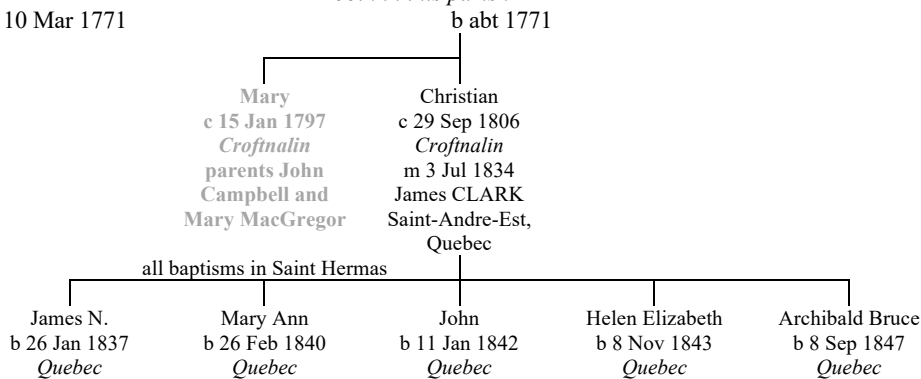 10 Mar 1771
b abt 1771
Mary
c 15 Jan 1797
Croftnalin
parents John
Campbell and
Mary MacGregor
Christian
c 29 Sep 1806
Croftnalin
m 3 Jul 1834
James CLARK
Saint-Andre-Est,
Quebec
all baptisms in Saint Hermas
James N.
b 26 Jan 1837
Quebec
Mary Ann
b 26 Feb 1840
Quebec
John
b 11 Jan 1842
Quebec
Helen Elizabeth
b 8 Nov 1843
Quebec
Archibald Bruce
b 8 Sep 1847
Quebec